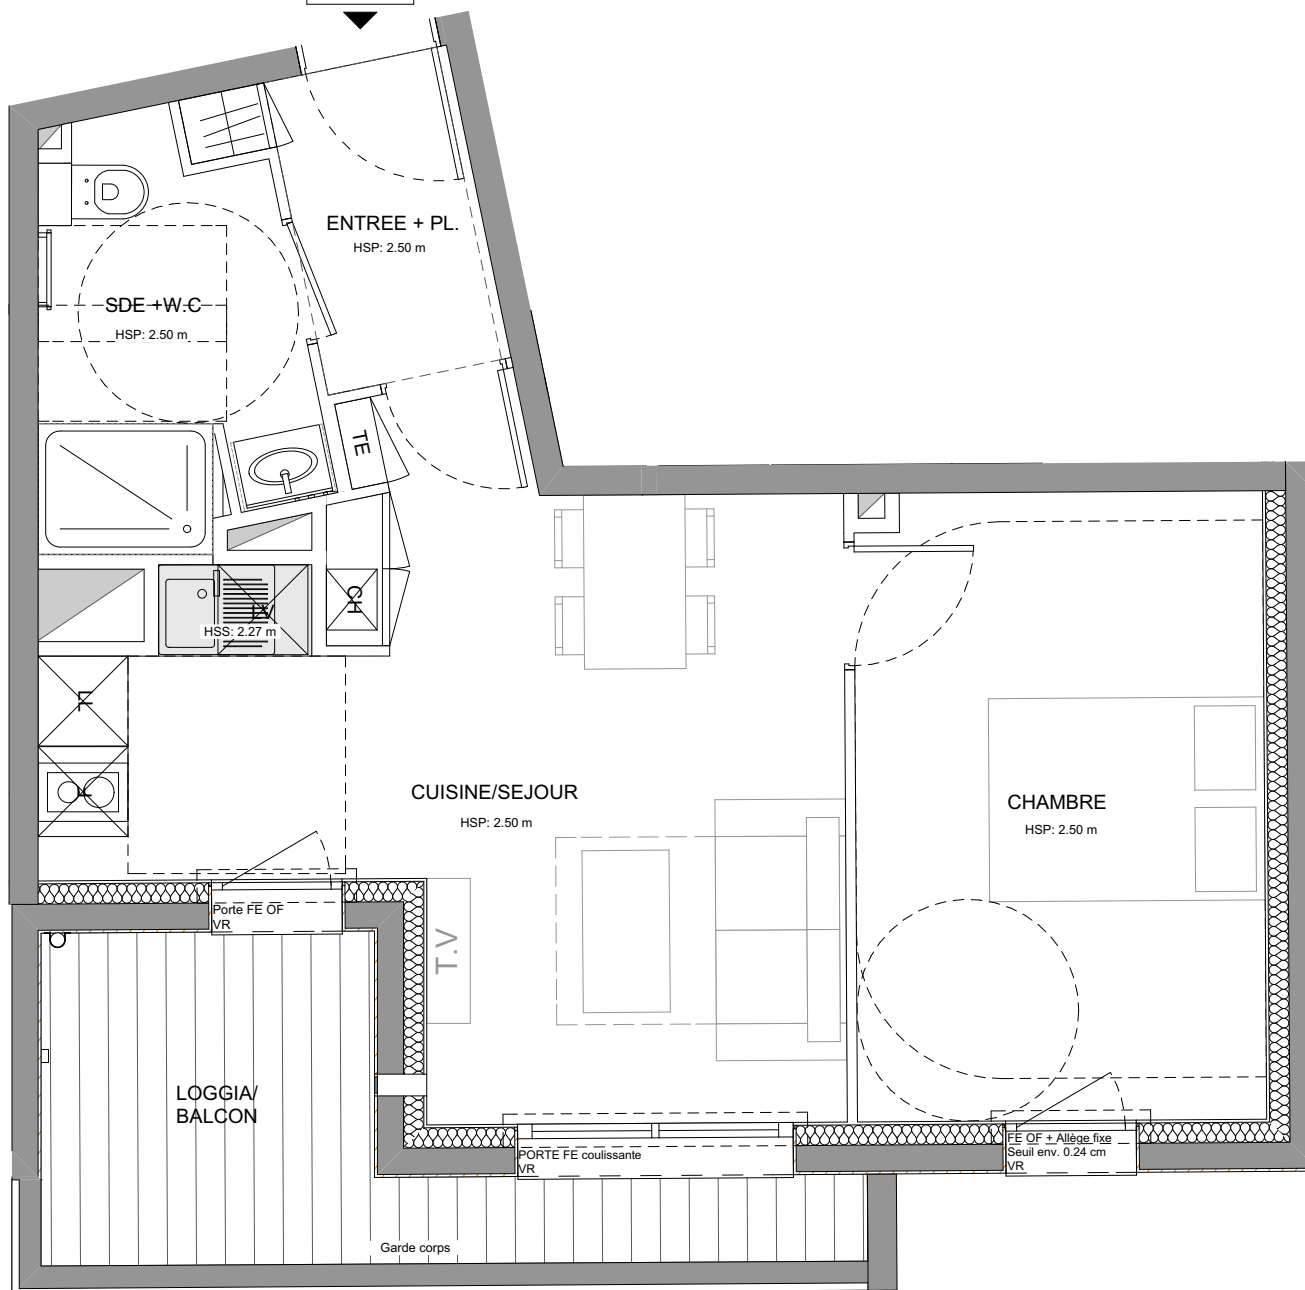 ENTREE + PL.
HSP: 2.50 m
SDE +W.C
HSP: 2.50 m
TE
CH
LV
HSS: 2.27 m
LL
CUISINE/SEJOUR
HSP: 2.50 m
CHAMBRE
HSP: 2.50 m
Porte FE OF
VR
T.V
LOGGIA/
BALCON
PORTE FE coulissante
VR
FE OF + Allège fixe
Seuil env. 0.24 cm
VR
Garde corps